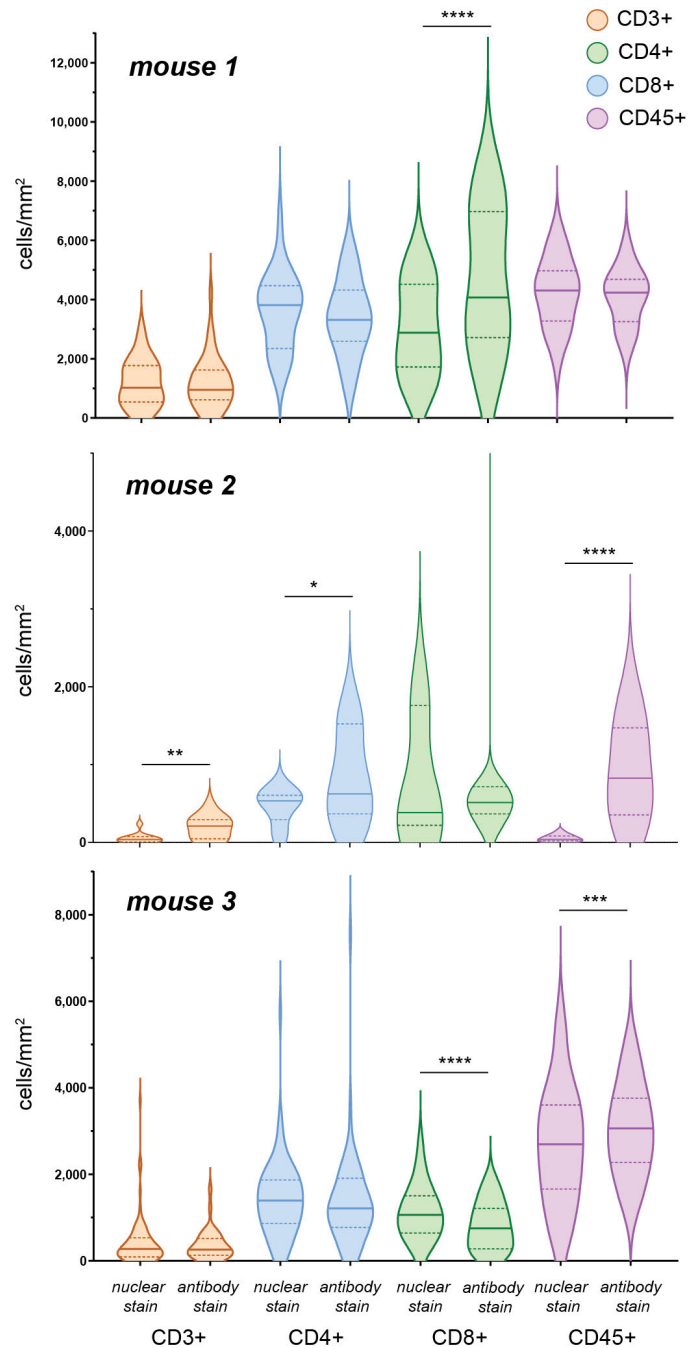 CD3+
CD4+
CD8+
CD45+
mouse 1
****
cells/mm²
12,000
10,000
8,000
6,000
4,000
2,000
0
mouse 2
**
*
****
cells/mm²
4,000
2,000
0
mouse 3
****
***
cells/mm²
8,000
6,000
4,000
2,000
0
nuclear stain antibody stain nuclear stain antibody stain nuclear stain antibody stain nuclear stain antibody stain
CD3+ CD4+ CD8+ CD45+